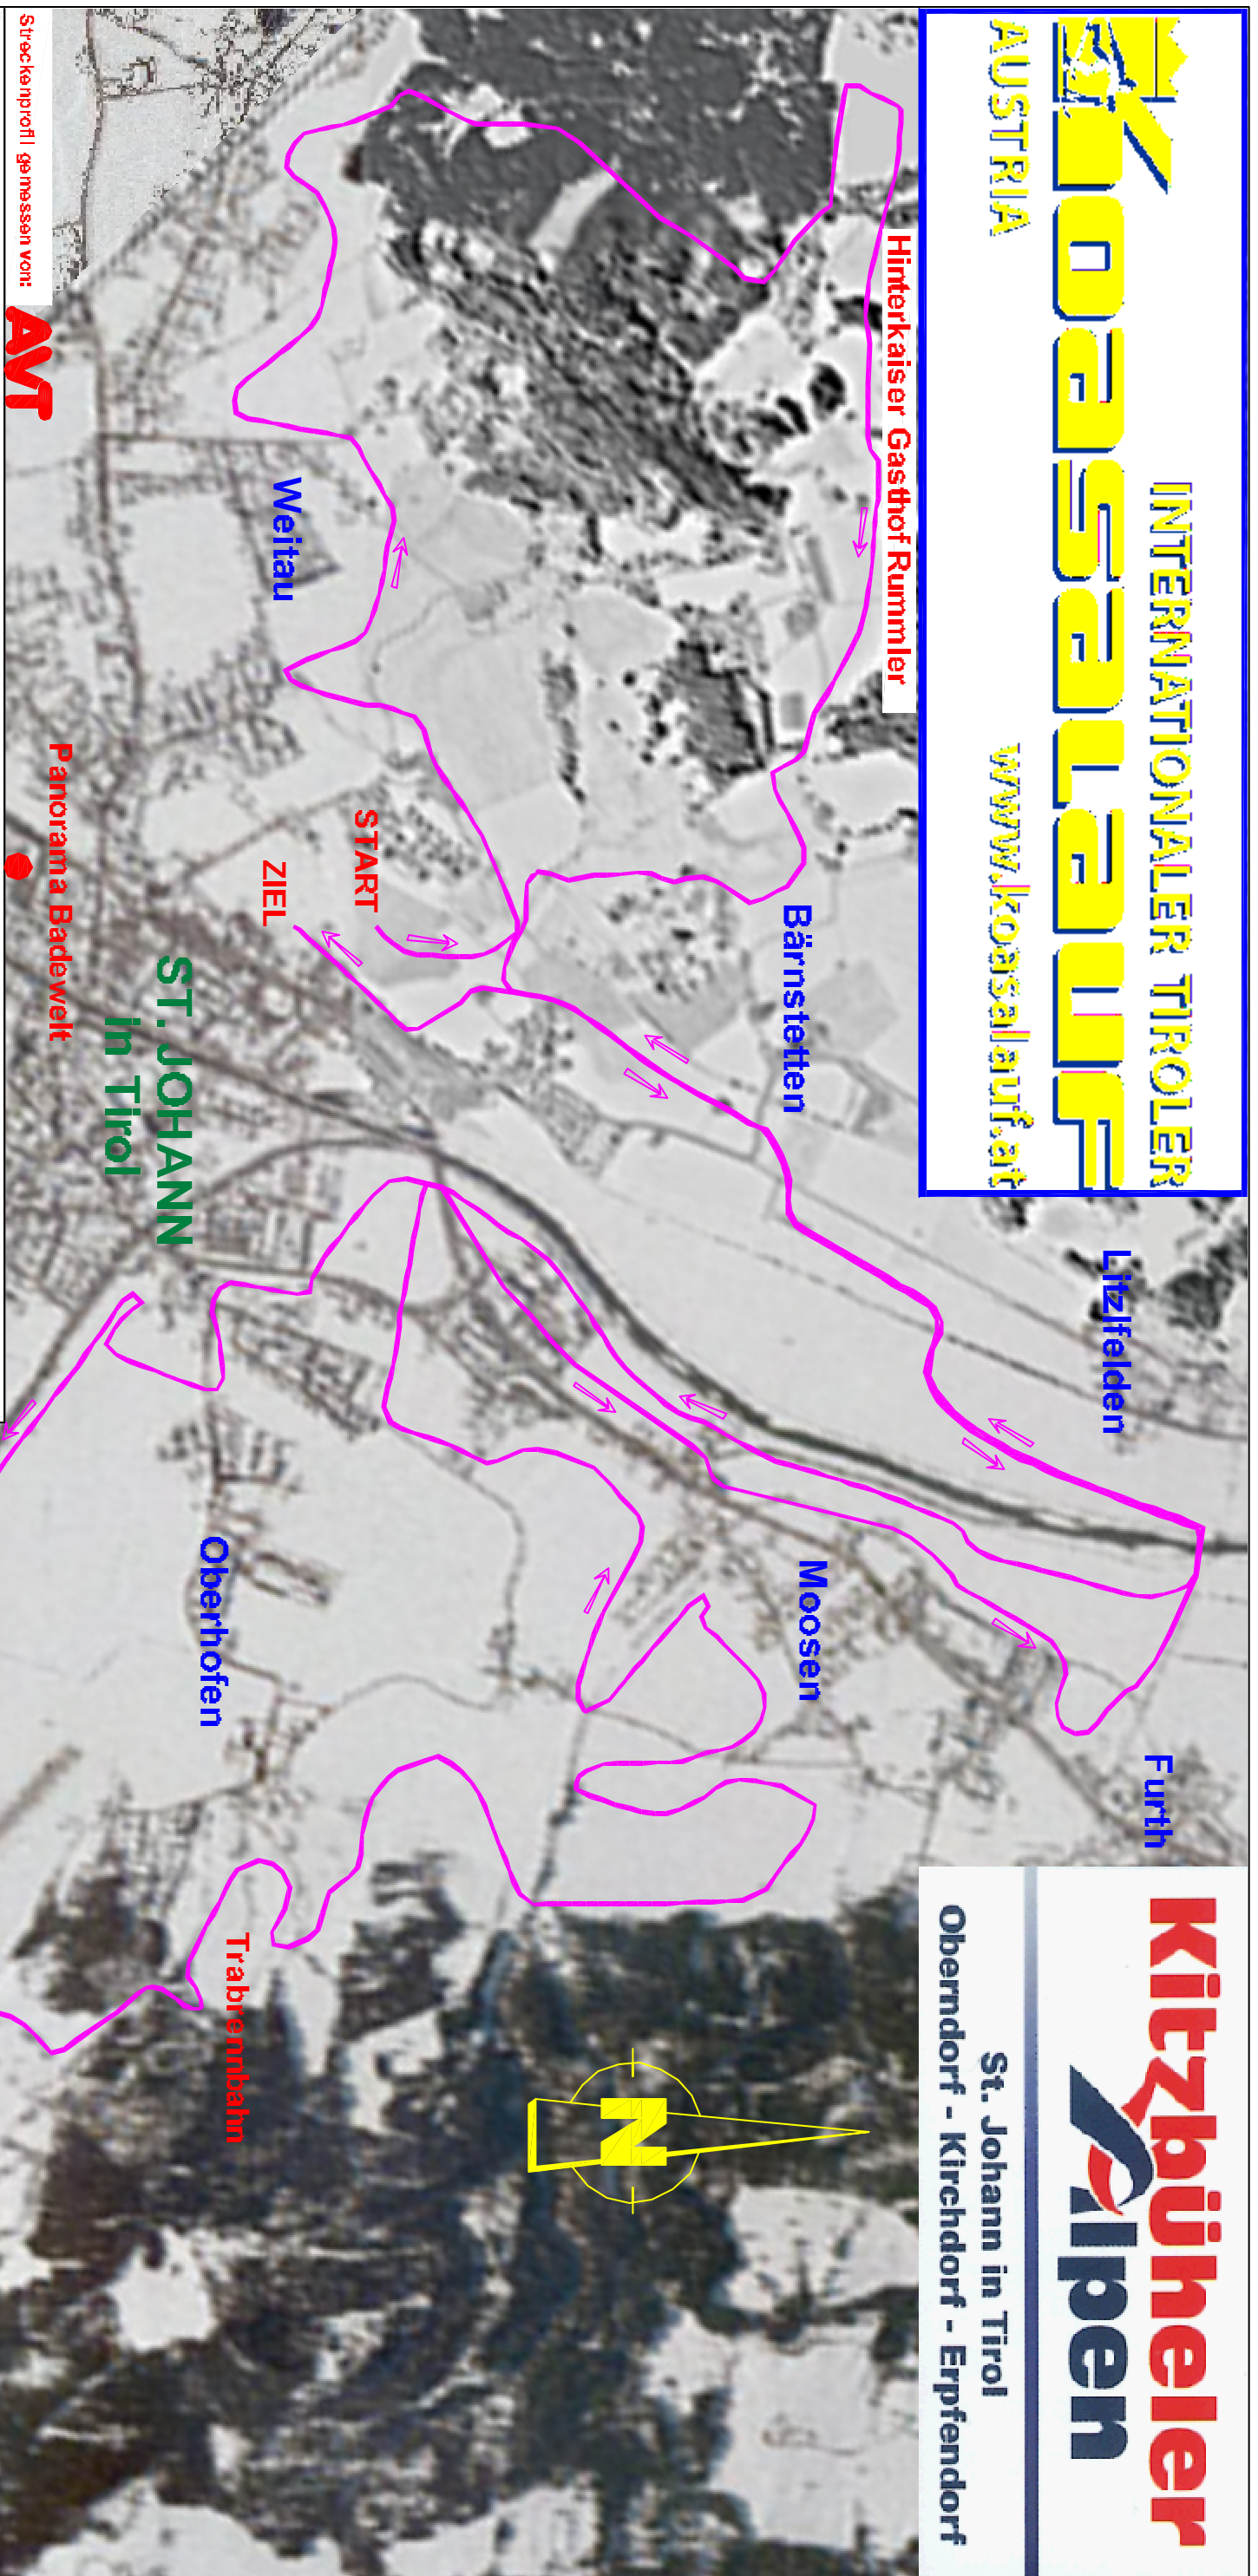 INTERNATIONALER TIROLER
Koasalauf
AUSTRIA
www.koasalauf.at
Kitzbüheler
Alpen
St. Johann in Tirol
Oberndorf - Kirchdorf - Erpfendorf
Litzlfelden
Furth
Hinterkaiser Gasthof Rummler
Bärnstetten
Moosen
N
START
Weitau
ZIEL
Trabrennbahn
Oberhofen
ST. JOHANN
in Tirol
Panorama Badewelt
Streckenprofil gemessen von:
AVT